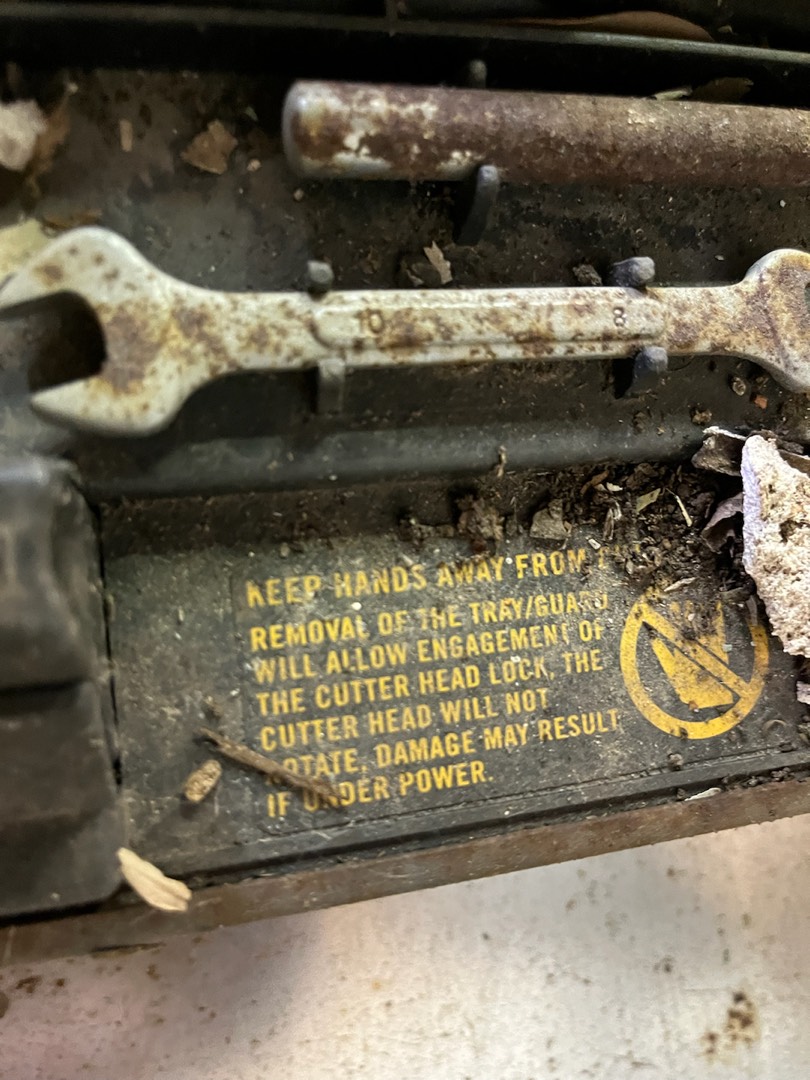 10 8
KEEP HANDS AWAY FROM
REMOVAL OF THE TRAY/GUARD
WILL ALLOW ENGAGEMENT OF
THE CUTTER HEAD LOCK, THE
CUTTER HEAD WILL NOT
ROTATE, DAMAGE MAY RESULT
IF UNDER POWER.